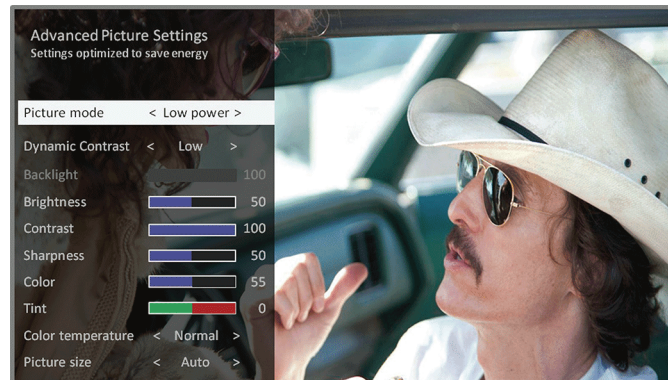 Advanced Picture Settings
Settings optimized to save energy
Picture mode < Low power >
Dynamic Contrast < Low >
Backlight 100
Brightness 50
Contrast 100
Sharpness 50
Color 55
Tint 0
Color temperature < Normal >
Picture size < Auto >